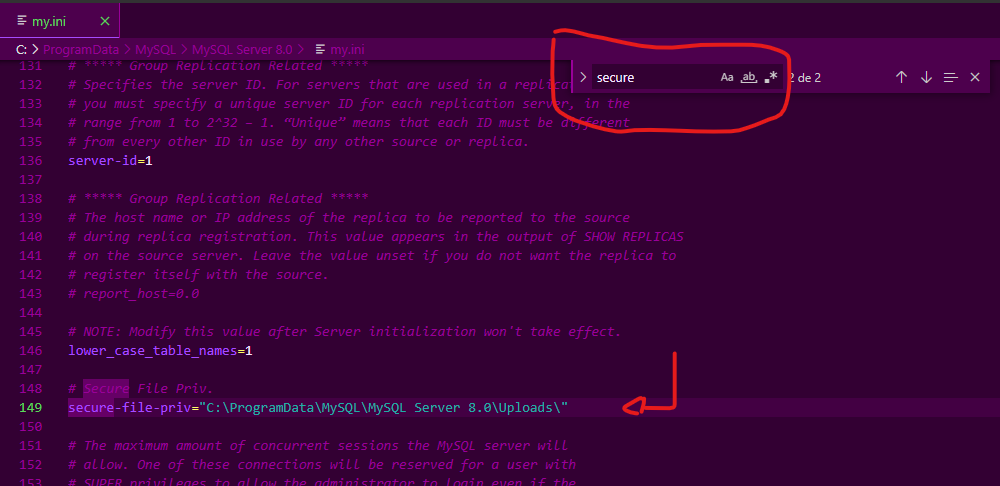 my.ini
C: > ProgramData > MySQL > MySQL Server 8.0 > my.ini
secure Aa ab .* 2 de 2
131 # ***** Group Replication Related *****
132 # Specifies the server ID. For servers that are used in a replica
133 # you must specify a unique server ID for each replication server, in the
134 # range from 1 to 2^32 − 1. “Unique” means that each ID must be different
135 # from every other ID in use by any other source or replica.
136 server-id=1
137
138 # ***** Group Replication Related *****
139 # The host name or IP address of the replica to be reported to the source
140 # during replica registration. This value appears in the output of SHOW REPLICAS
141 # on the source server. Leave the value unset if you do not want the replica to
142 # register itself with the source.
143 # report_host=0.0
144
145 # NOTE: Modify this value after Server initialization won't take effect.
146 lower_case_table_names=1
147
148 # Secure File Priv.
149 secure-file-priv="C:\ProgramData\MySQL\MySQL Server 8.0\Uploads\"
150
151 # The maximum amount of concurrent sessions the MySQL server will
152 # allow. One of these connections will be reserved for a user with
153 # SUPER privileges to allow the administrator to login even if the